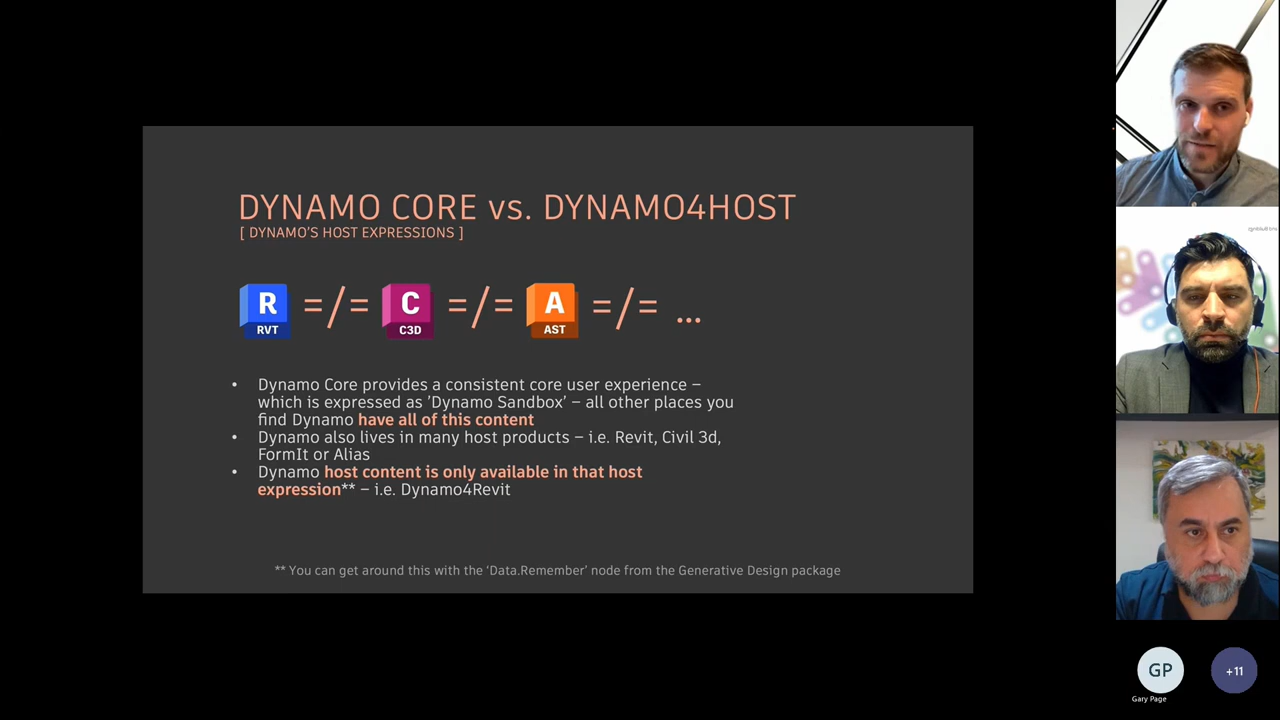 DYNAMO CORE vs. DYNAMO4HOST
[ DYNAMO'S HOST EXPRESSIONS ]
R =/= C =/= A =/= ...
RVT C3D AST
• Dynamo Core provides a consistent core user experience –
which is expressed as 'Dynamo Sandbox' – all other places you
find Dynamo have all of this content
• Dynamo also lives in many host products – i.e. Revit, Civil 3d,
FormIt or Alias
• Dynamo host content is only available in that host
expression** – i.e. Dynamo4Revit
** You can get around this with the 'Data.Remember' node from the Generative Design package
GP +11
Gary Page